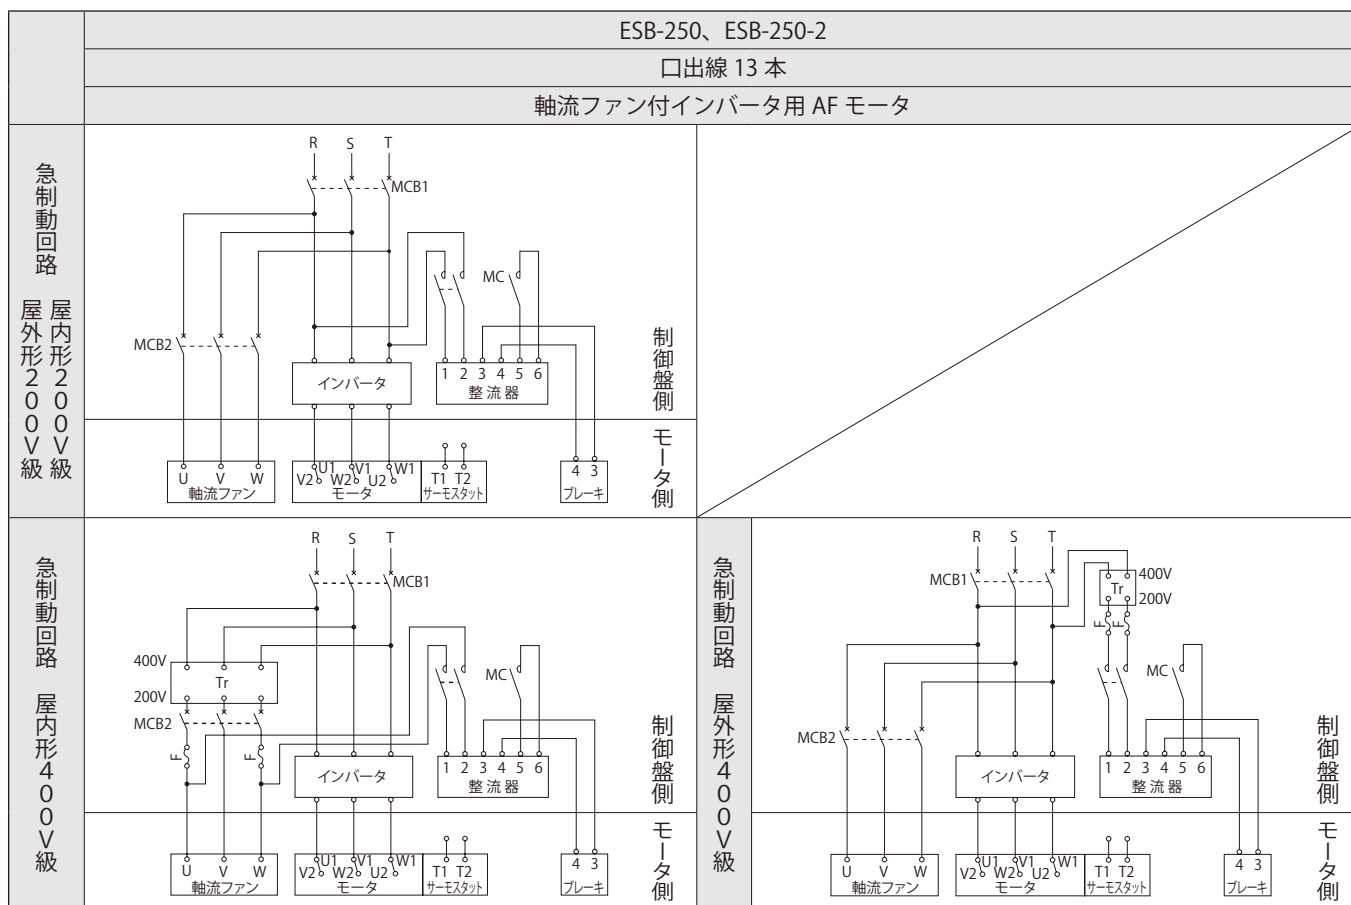 ESB-250、ESB-250-2
口出線 13 本
軸流ファン付インバータ用 AF モータ
急制動回路 屋内形200V級
屋外形200V級
R S T
MCB1
MC
MCB2
インバータ
1 2 3 4 5 6
整流器
制御盤側
モータ側
U V W
軸流ファン
U1 V1 W1
V2 W2 U2
モータ
T1 T2
サーモスタット
4 3
ブレーキ
急制動回路 屋内形400V級
R S T
MCB1
400V
Tr
200V
MCB2
F F
MC
インバータ
1 2 3 4 5 6
整流器
制御盤側
モータ側
U V W
軸流ファン
U1 V1 W1
V2 W2 U2
モータ
T1 T2
サーモスタット
4 3
ブレーキ
急制動回路 屋外形400V級
R S T
MCB1
400V
Tr
200V
F F
MC
MCB2
インバータ
1 2 3 4 5 6
整流器
制御盤側
モータ側
U V W
軸流ファン
U1 V1 W1
V2 W2 U2
モータ
T1 T2
サーモスタット
4 3
ブレーキ